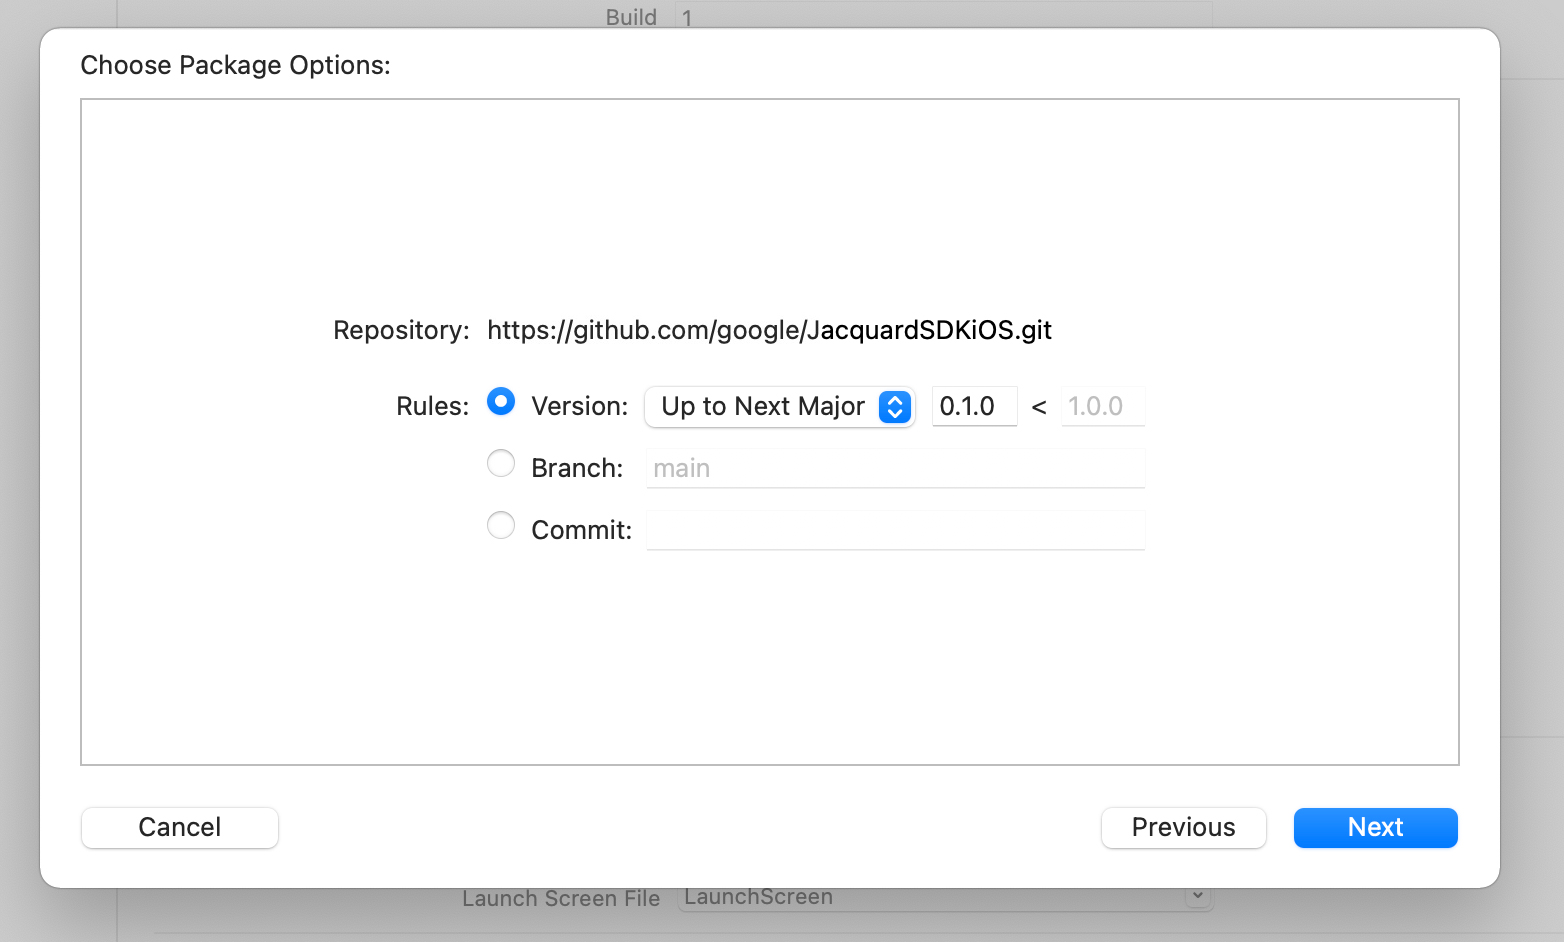 Build 1
Choose Package Options:
Repository: https://github.com/google/JacquardSDKiOS.git
Rules: Version: Up to Next Major 0.1.0 < 1.0.0
Branch: main
Commit:
Cancel Previous Next
Launch Screen File LaunchScreen